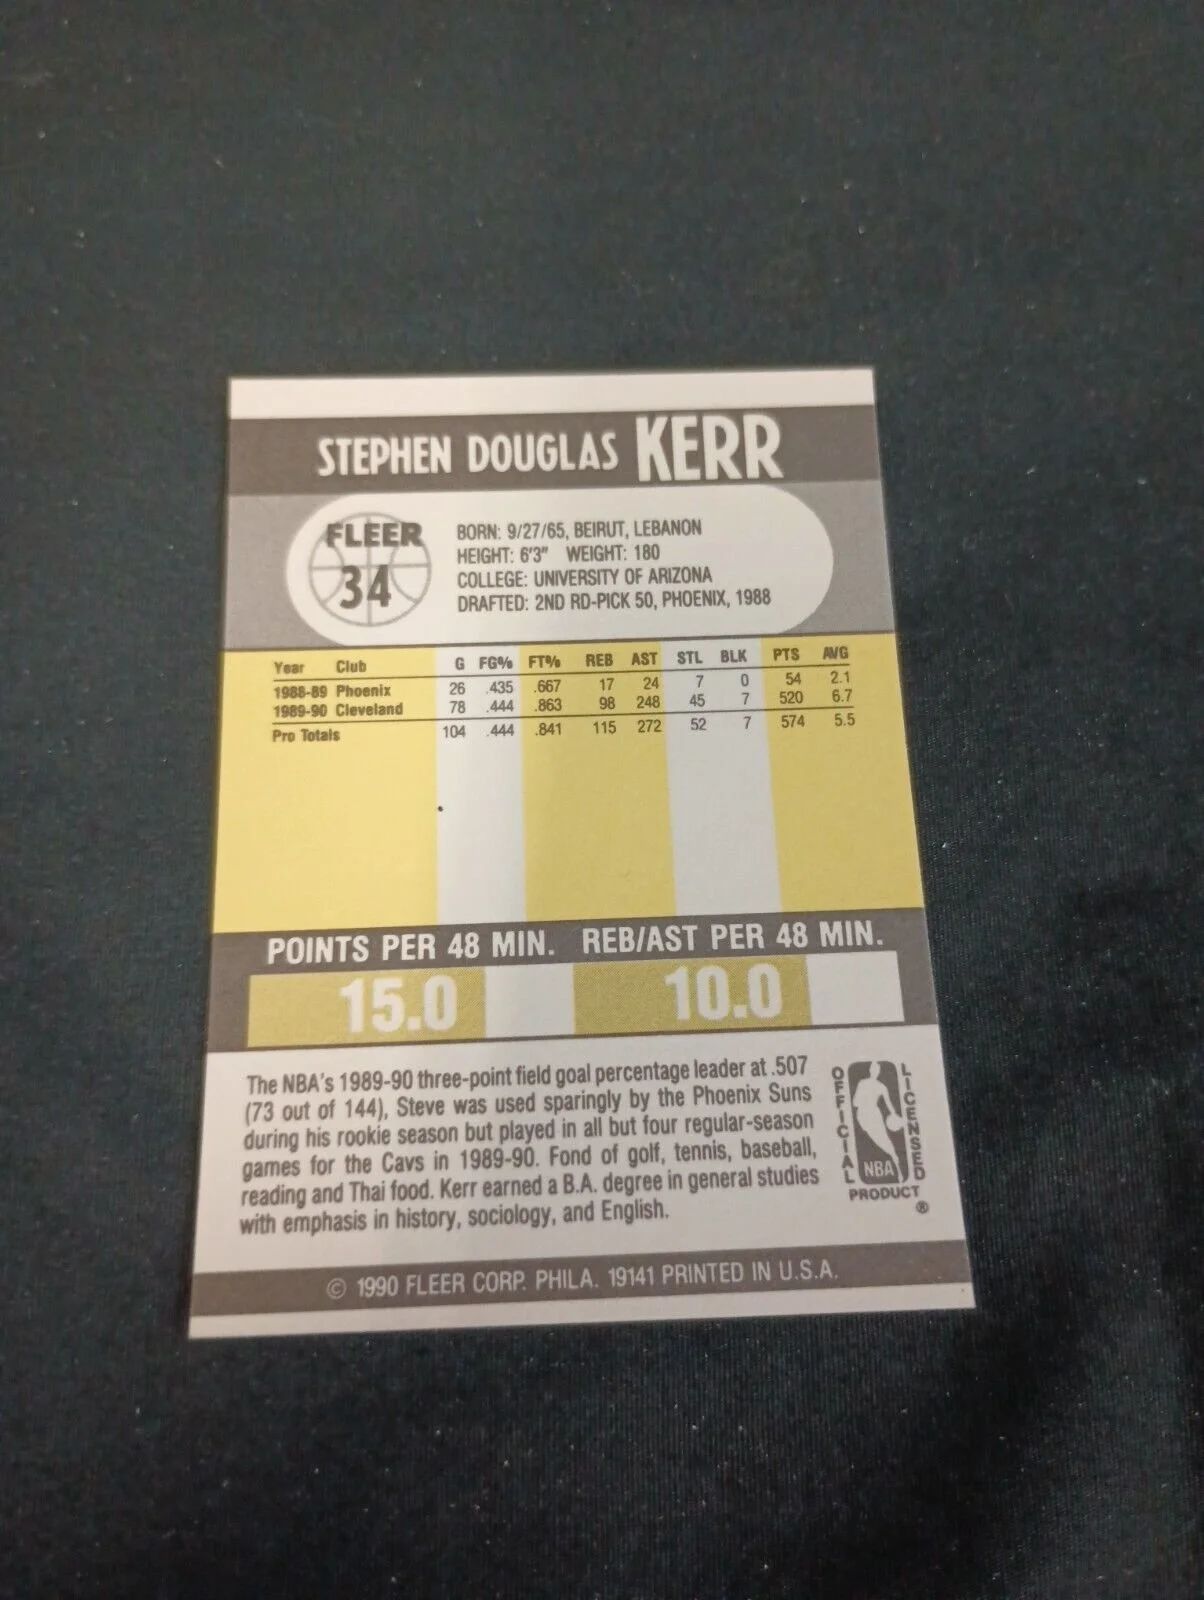 STEPHEN DOUGLAS KERR
FLEER
34
BORN: 9/27/65, BEIRUT, LEBANON
HEIGHT: 6'3" WEIGHT: 180
COLLEGE: UNIVERSITY OF ARIZONA
DRAFTED: 2ND RD-PICK 50, PHOENIX, 1988
Year Club G FG% FT% REB AST STL BLK PTS AVG
1988-89 Phoenix 26 .435 .667 17 24 7 0 54 2.1
1989-90 Cleveland 78 .444 .863 98 248 45 7 520 6.7
Pro Totals 104 .444 .841 115 272 52 7 574 5.5
POINTS PER 48 MIN. REB/AST PER 48 MIN.
15.0 10.0
The NBA's 1989-90 three-point field goal percentage leader at .507
(73 out of 144), Steve was used sparingly by the Phoenix Suns
during his rookie season but played in all but four regular-season
games for the Cavs in 1989-90. Fond of golf, tennis, baseball,
reading and Thai food. Kerr earned a B.A. degree in general studies
with emphasis in history, sociology, and English.
OFFICIAL
LICENSED
NBA
PRODUCT
®
© 1990 FLEER CORP. PHILA. 19141 PRINTED IN U.S.A.